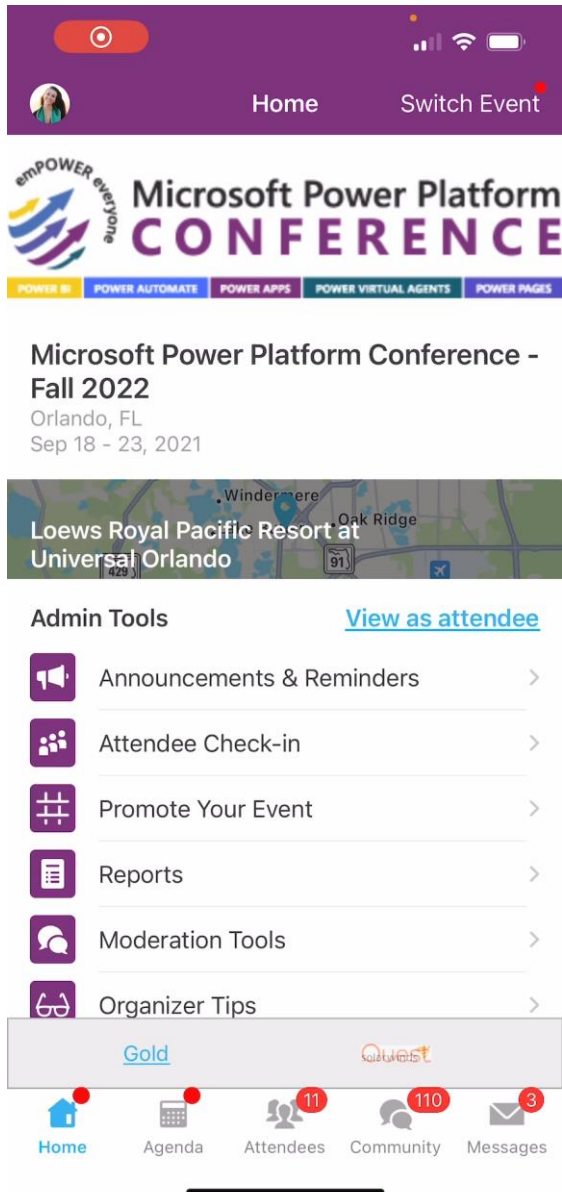 Home
Switch Event
emPOWER everyone
Microsoft Power Platform
CONFERENCE
POWER BI
POWER AUTOMATE
POWER APPS
POWER VIRTUAL AGENTS
POWER PAGES
Microsoft Power Platform Conference -
Fall 2022
Orlando, FL
Sep 18 - 23, 2021
Windermere
Oak Ridge
Loews Royal Pacific Resort at
Universal Orlando
429
91
Admin Tools
View as attendee
Announcements & Reminders
Attendee Check-in
Promote Your Event
Reports
Moderation Tools
Organizer Tips
Gold
Quest
solarwinds
11
110
3
Home
Agenda
Attendees
Community
Messages